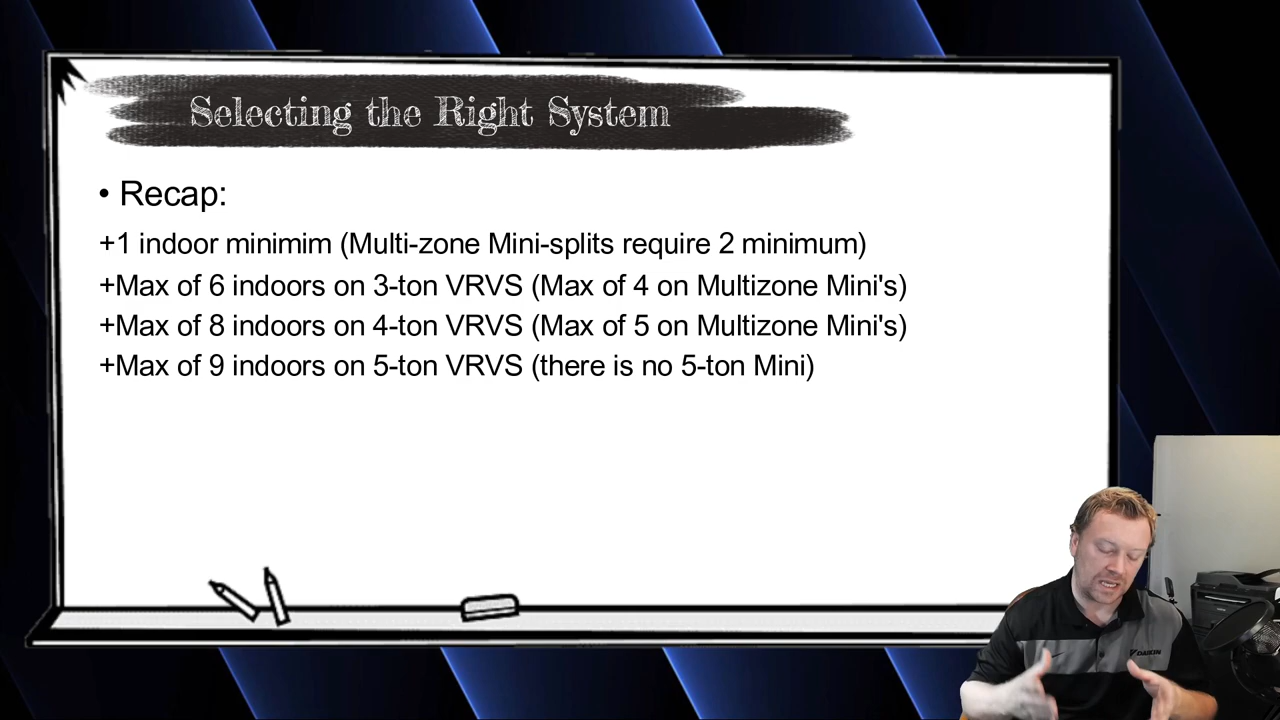 Selecting the Right System
• Recap:
+1 indoor minimim (Multi-zone Mini-splits require 2 minimum)
+Max of 6 indoors on 3-ton VRVS (Max of 4 on Multizone Mini's)
+Max of 8 indoors on 4-ton VRVS (Max of 5 on Multizone Mini's)
+Max of 9 indoors on 5-ton VRVS (there is no 5-ton Mini)
DAIKIN